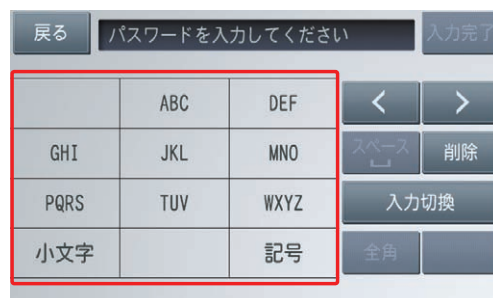 戻る パスワードを入力してください 入力完了
ABC DEF < >
GHI JKL MNO スペース 削除
PQRS TUV WXYZ 入力切換
小文字 記号 全角